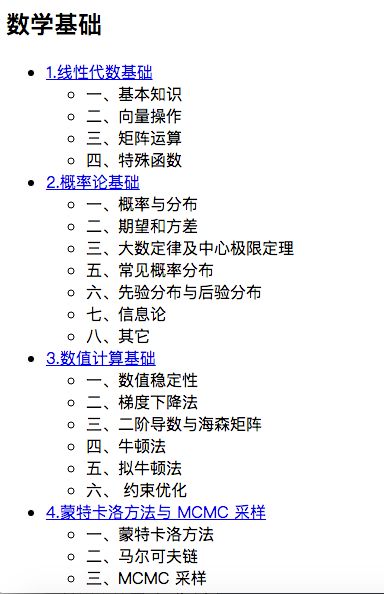 数学基础
1.线性代数基础
一、基本知识
二、向量操作
三、矩阵运算
四、特殊函数
2.概率论基础
一、概率与分布
二、期望和方差
三、大数定律及中心极限定理
五、常见概率分布
六、先验分布与后验分布
七、信息论
八、其它
3.数值计算基础
一、数值稳定性
二、梯度下降法
三、二阶导数与海森矩阵
四、牛顿法
五、拟牛顿法
六、 约束优化
4.蒙特卡洛方法与 MCMC 采样
一、蒙特卡洛方法
二、马尔可夫链
三、MCMC 采样